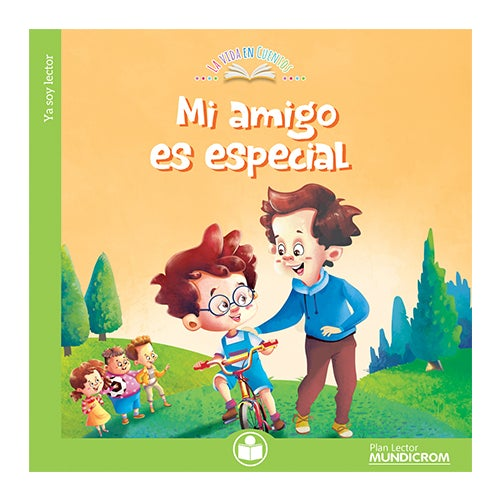 LA VIDA EN CUENTOS
Mi amigo
es especial
Ya soy lector
Plan Lector
MUNDICROM